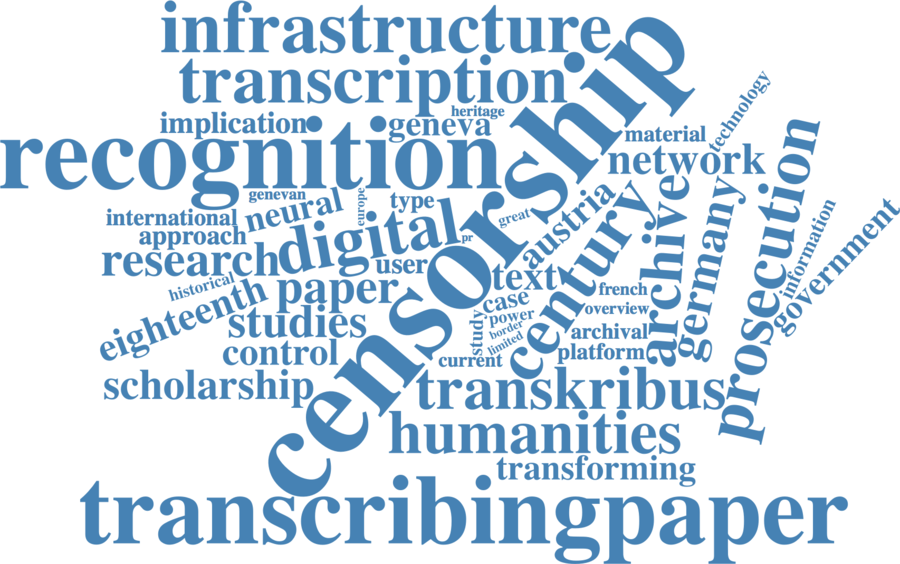 infrastructure
transcription
heritage
implication
geneva
recognition
censorship
technology
material
network
genevan
neural
europe
type
international
approach
research
digital
pr
great
austria
user
text
century
archive
germany
prosecution
information
government
historical
eighteenth
paper
studies
control
scholarship
study
case
power
border
limited
current
french
overview
archival
platform
transkribus
humanities
transforming
transcribingpaper